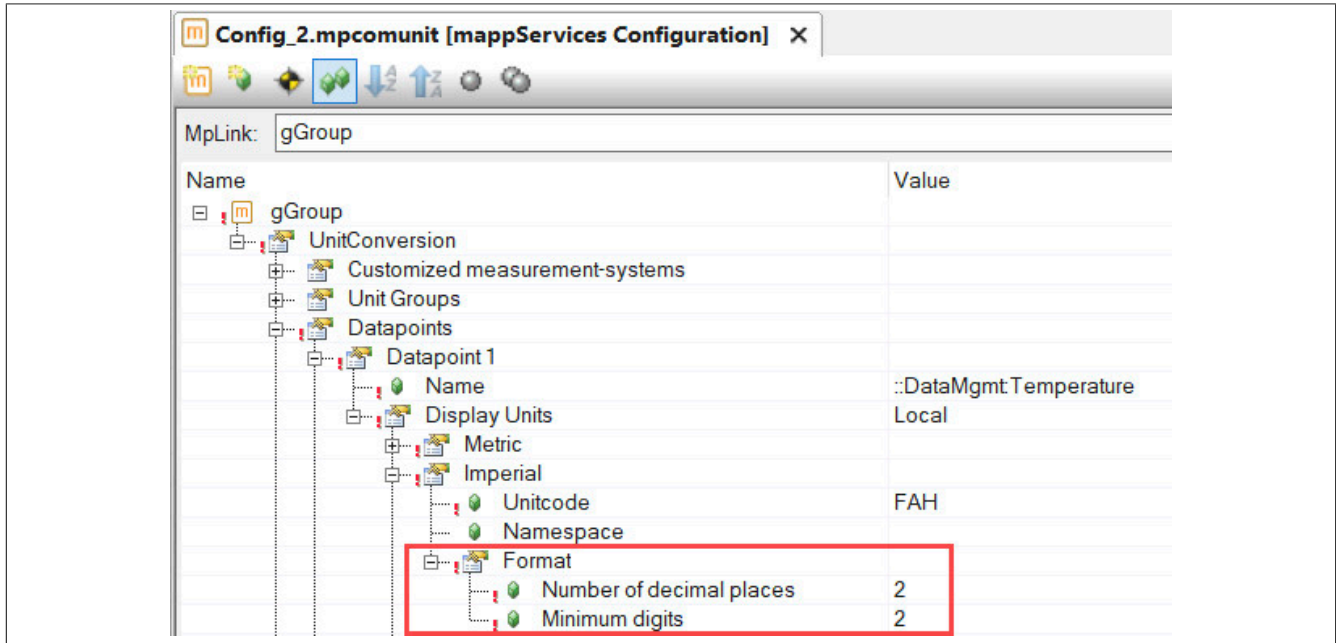 Config_2.mpcomunit [mappServices Configuration] X
MpLink: gGroup
Name Value
gGroup
UnitConversion
Customized measurement-systems
Unit Groups
Datapoints
Datapoint 1
Name ::DataMgmt:Temperature
Display Units Local
Metric
Imperial
Unitcode FAH
Namespace
Format
Number of decimal places 2
Minimum digits 2